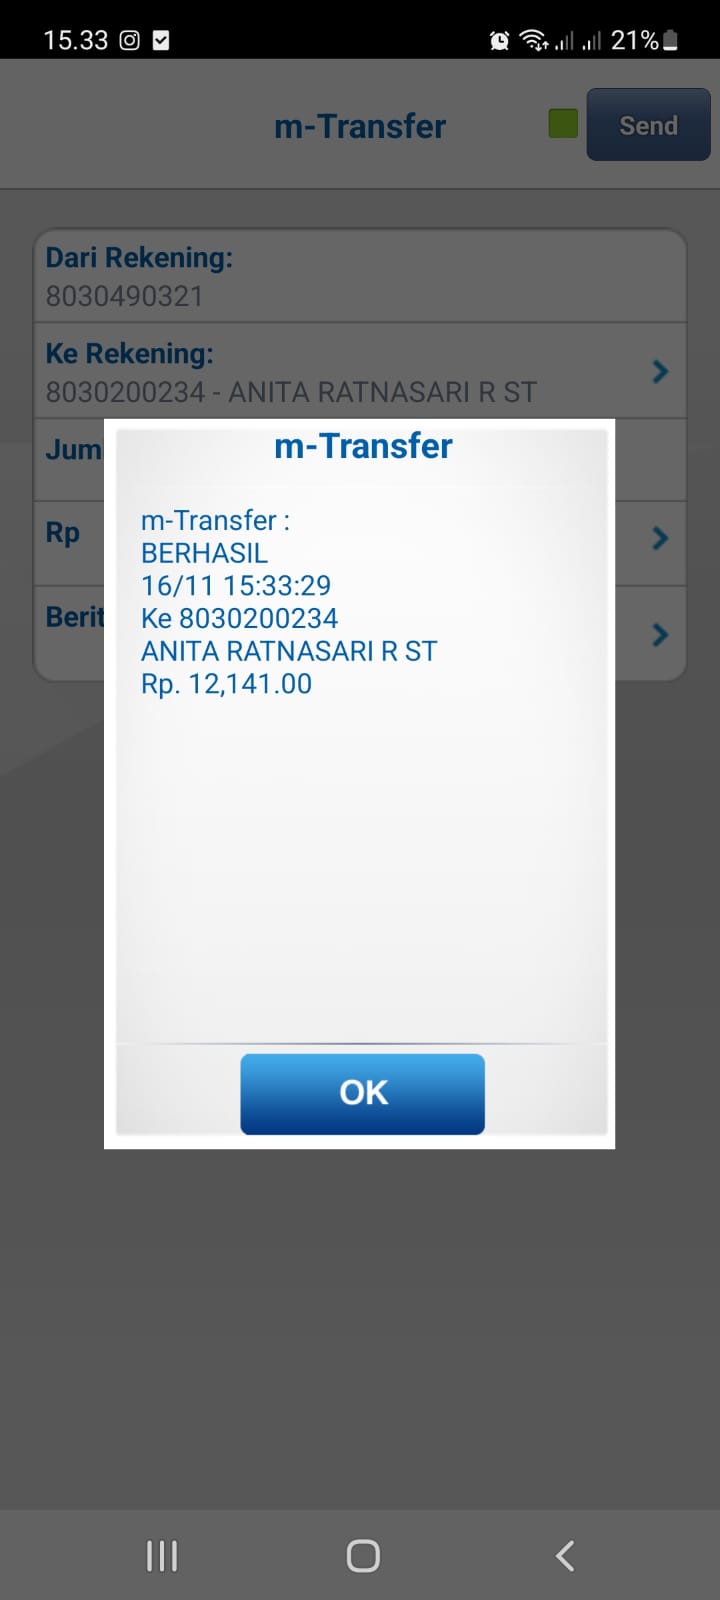 15.33
21%
m-Transfer
Send
Dari Rekening:
8030490321
Ke Rekening:
8030200234 - ANITA RATNASARI R ST
Jum
Rp
Berit
m-Transfer
m-Transfer :
BERHASIL
16/11 15:33:29
Ke 8030200234
ANITA RATNASARI R ST
Rp. 12,141.00
OK